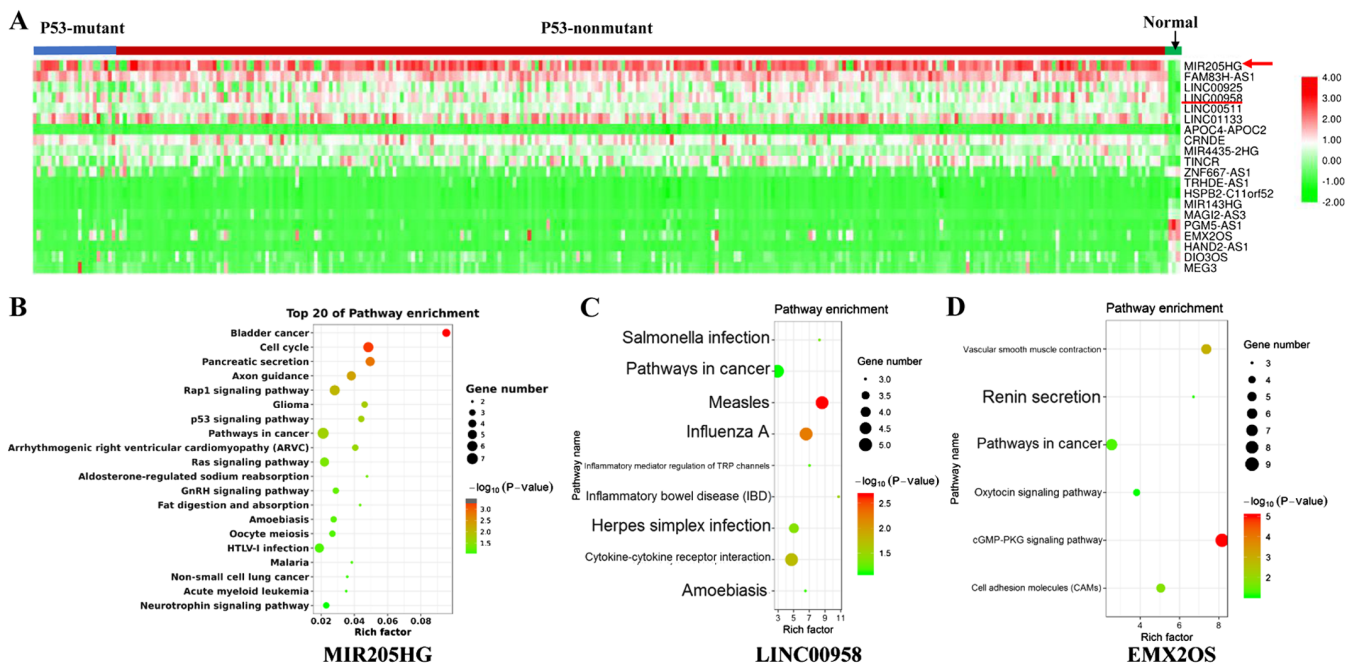 A
P53-mutant
P53-nonmutant
Normal
MIR205HG
FAM83H-AS1
LINC00925
LINC00958
LINC00511
LINC01133
APOC4-APOC2
CRNDE
MIR4435-2HG
TINCR
ZNF667-AS1
TRHDE-AS1
HSPB2-C11orf52
MIR143HG
MAGI2-AS3
PGM5-AS1
EMX2OS
HAND2-AS1
DIO3OS
MEG3
4.00
3.00
2.00
1.00
0.00
-1.00
-2.00
B
Top 20 of Pathway enrichment
Bladder cancer
Cell cycle
Pancreatic secretion
Axon guidance
Rap1 signaling pathway
Glioma
p53 signaling pathway
Pathways in cancer
Arrhythmogenic right ventricular cardiomyopathy (ARVC)
Ras signaling pathway
Aldosterone-regulated sodium reabsorption
GnRH signaling pathway
Fat digestion and absorption
Amoebiasis
Oocyte meiosis
HTLV-I infection
Malaria
Non-small cell lung cancer
Acute myeloid leukemia
Neurotrophin signaling pathway
0.02 0.04 0.06 0.08
Rich factor
Gene number
2
3
4
5
6
7
-log10 (P-value)
3.0
2.5
2.0
1.5
MIR205HG
C
Pathway enrichment
Pathway name
Salmonella infection
Pathways in cancer
Measles
Influenza A
Inflammatory mediator regulation of TRP channels
Inflammatory bowel disease (IBD)
Herpes simplex infection
Cytokine-cytokine receptor interaction
Amoebiasis
3 5 7 9 11
Rich factor
Gene number
3.0
3.5
4.0
4.5
5.0
-log10 (P-value)
2.5
2.0
1.5
LINC00958
D
Pathway enrichment
Pathway name
Vascular smooth muscle contraction
Renin secretion
Pathways in cancer
Oxytocin signaling pathway
cGMP-PKG signaling pathway
Cell adhesion molecules (CAMs)
4 6 8
Rich factor
Gene number
3
4
5
6
7
8
9
-log10 (P-value)
5
4
3
2
EMX2OS